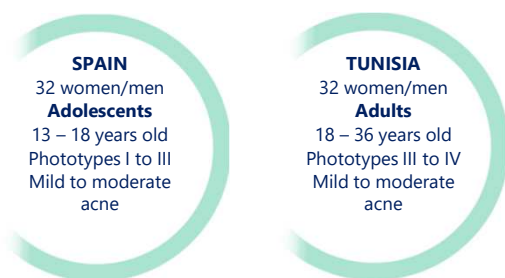 SPAIN
32 women/men
Adolescents
13 – 18 years old
Phototypes I to III
Mild to moderate
acne
TUNISIA
32 women/men
Adults
18 – 36 years old
Phototypes III to IV
Mild to moderate
acne